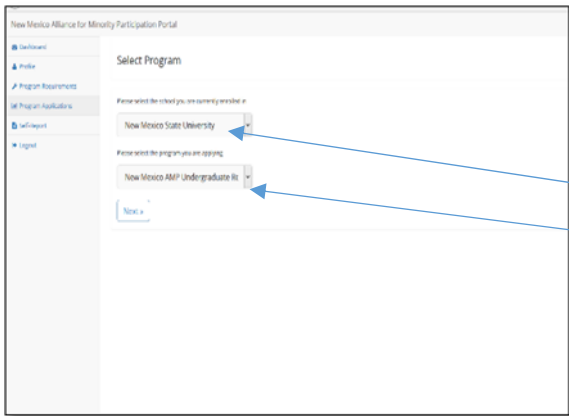 New Mexico Alliance for Minority Participation Portal
Dashboard
Profile
Program Requirements
Program Applications
Self-Report
Logout
Select Program
Please select the school you are currently enrolled in
New Mexico State University
Please select the program you are applying
New Mexico AMP Undergraduate Re
Next »